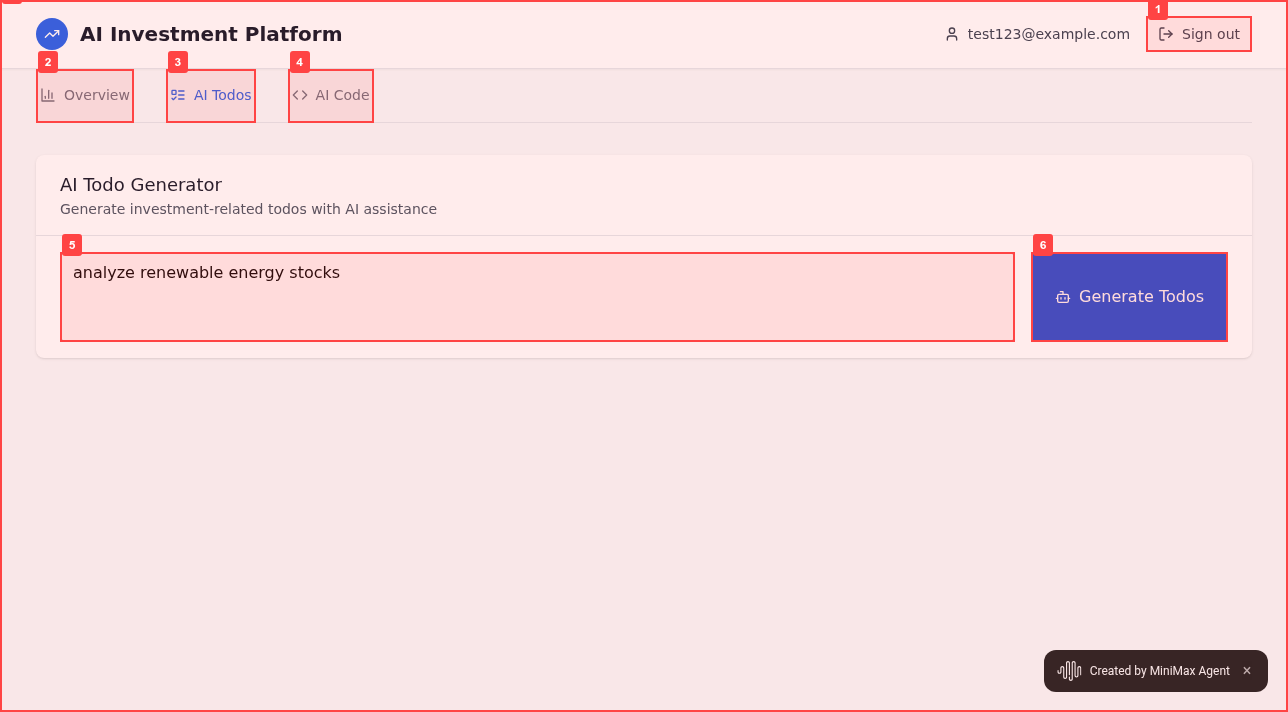 AI Investment Platform
test123@example.com
1
Sign out
2
Overview
3
AI Todos
4
AI Code
AI Todo Generator
Generate investment-related todos with AI assistance
5
analyze renewable energy stocks
6
Generate Todos
Created by MiniMax Agent ×